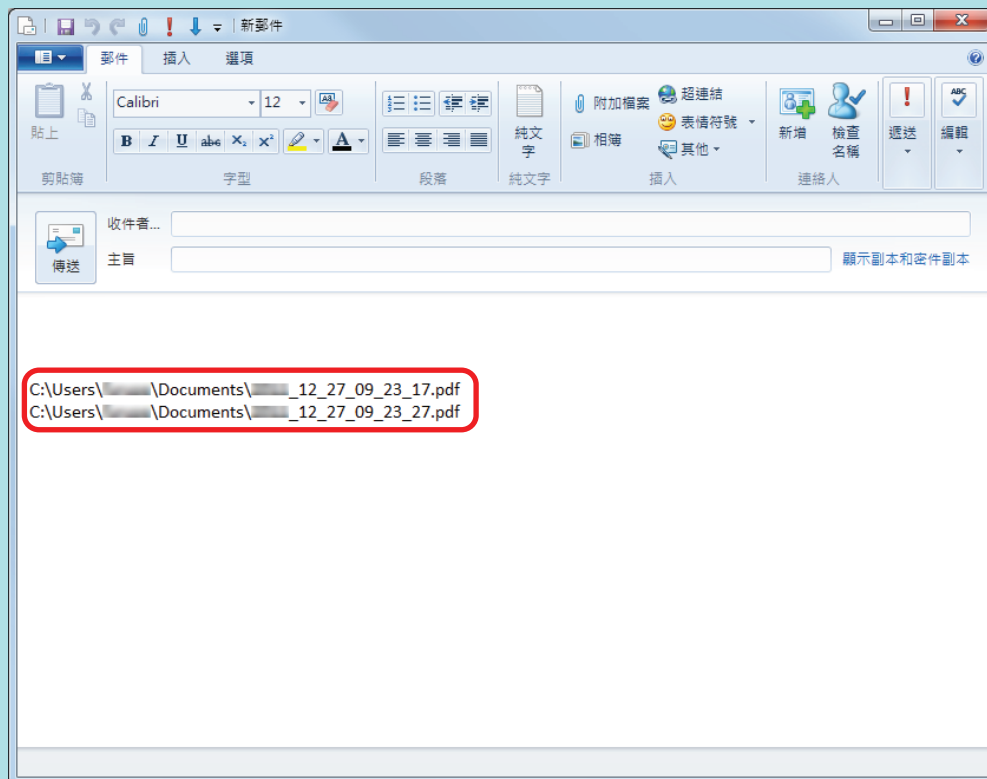 新郵件
郵件 插入 選項
貼上
Calibri 12
B I U abc X₂ X² A
純文字
附加檔案
相簿
超連結
表情符號
其他
新增
檢查名稱
遞送
ABC
編輯
剪貼簿 字型 段落 純文字 插入 連絡人
收件者...
傳送
主旨
顯示副本和密件副本
C:\Users\ \Documents\ _12_27_09_23_17.pdf
C:\Users\ \Documents\ _12_27_09_23_27.pdf